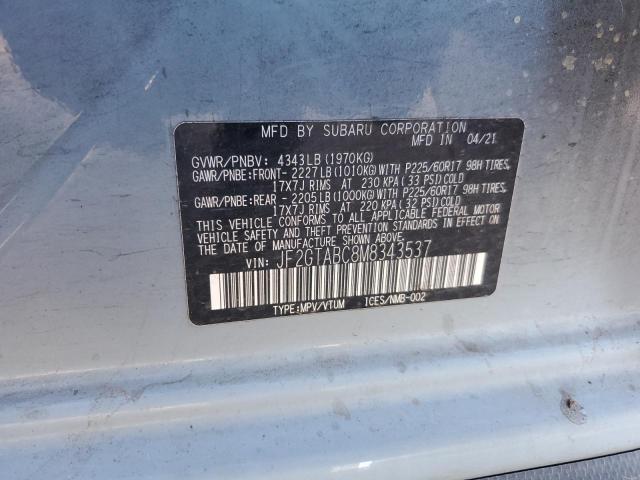 MFD BY SUBARU CORPORATION
MFD IN 04/21
GVWR/PNBV: 4343LB(1970KG)
GAWR/PNBE:FRONT- 2227LB(1010KG)WITH P225/60R17 98H TIRES,
17X7J RIMS AT 230 KPA(33 PSI)COLD
GAWR/PNBE:REAR - 2205LB(1000KG)WITH P225/60R17 98H TIRES,
17X7J RIMS AT 220 KPA(32 PSI)COLD
THIS VEHICLE CONFORMS TO ALL APPLICABLE FEDERAL MOTOR
VEHICLE SAFETY AND THEFT PREVENTION STANDARDS IN EFFECT ON
THE DATE OF MANUFACTURE SHOWN ABOVE.
VIN: JF2GTABC8M8343537
TYPE:MPV/VTUM ICES/NMB-002